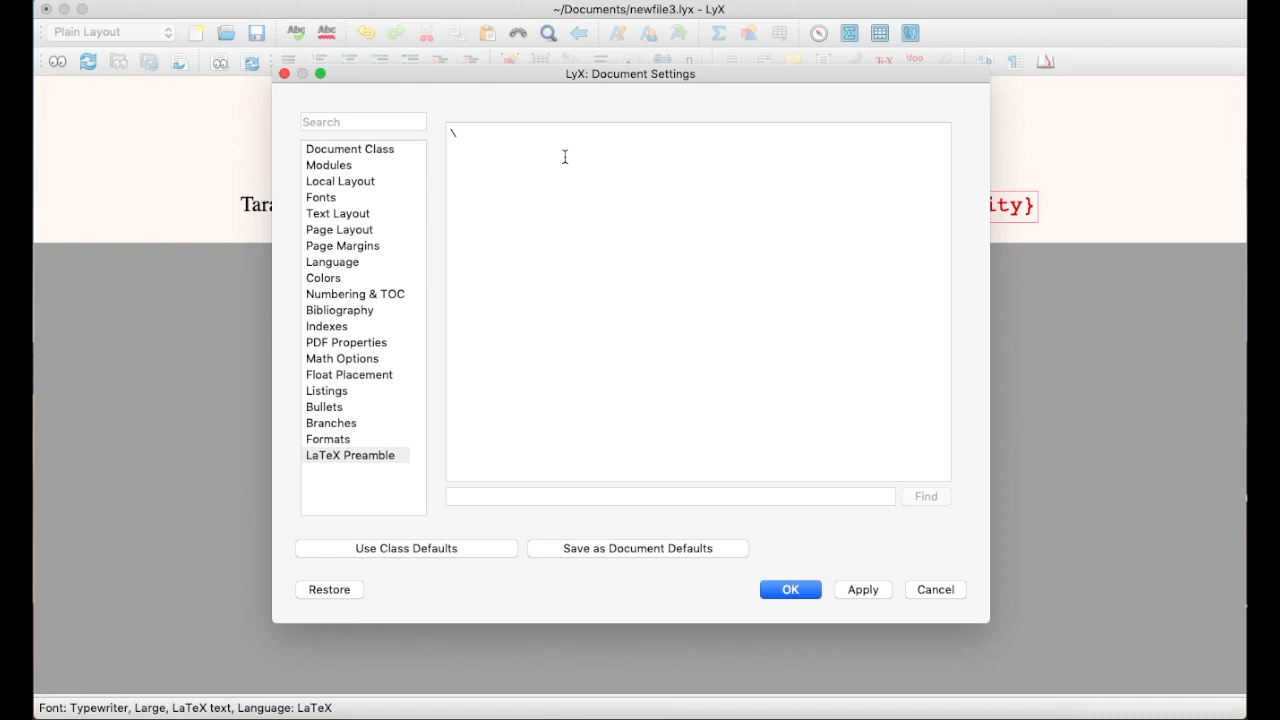 ~/Documents/newfile3.lyx - LyX
Plain Layout
LyX: Document Settings
Search
\
Document Class
Modules
Local Layout
Fonts
Text Layout
Page Layout
Page Margins
Language
Colors
Numbering & TOC
Bibliography
Indexes
PDF Properties
Math Options
Float Placement
Listings
Bullets
Branches
Formats
LaTeX Preamble
Tara
ity}
Find
Use Class Defaults
Save as Document Defaults
Restore
OK
Apply
Cancel
Font: Typewriter, Large, LaTeX text, Language: LaTeX